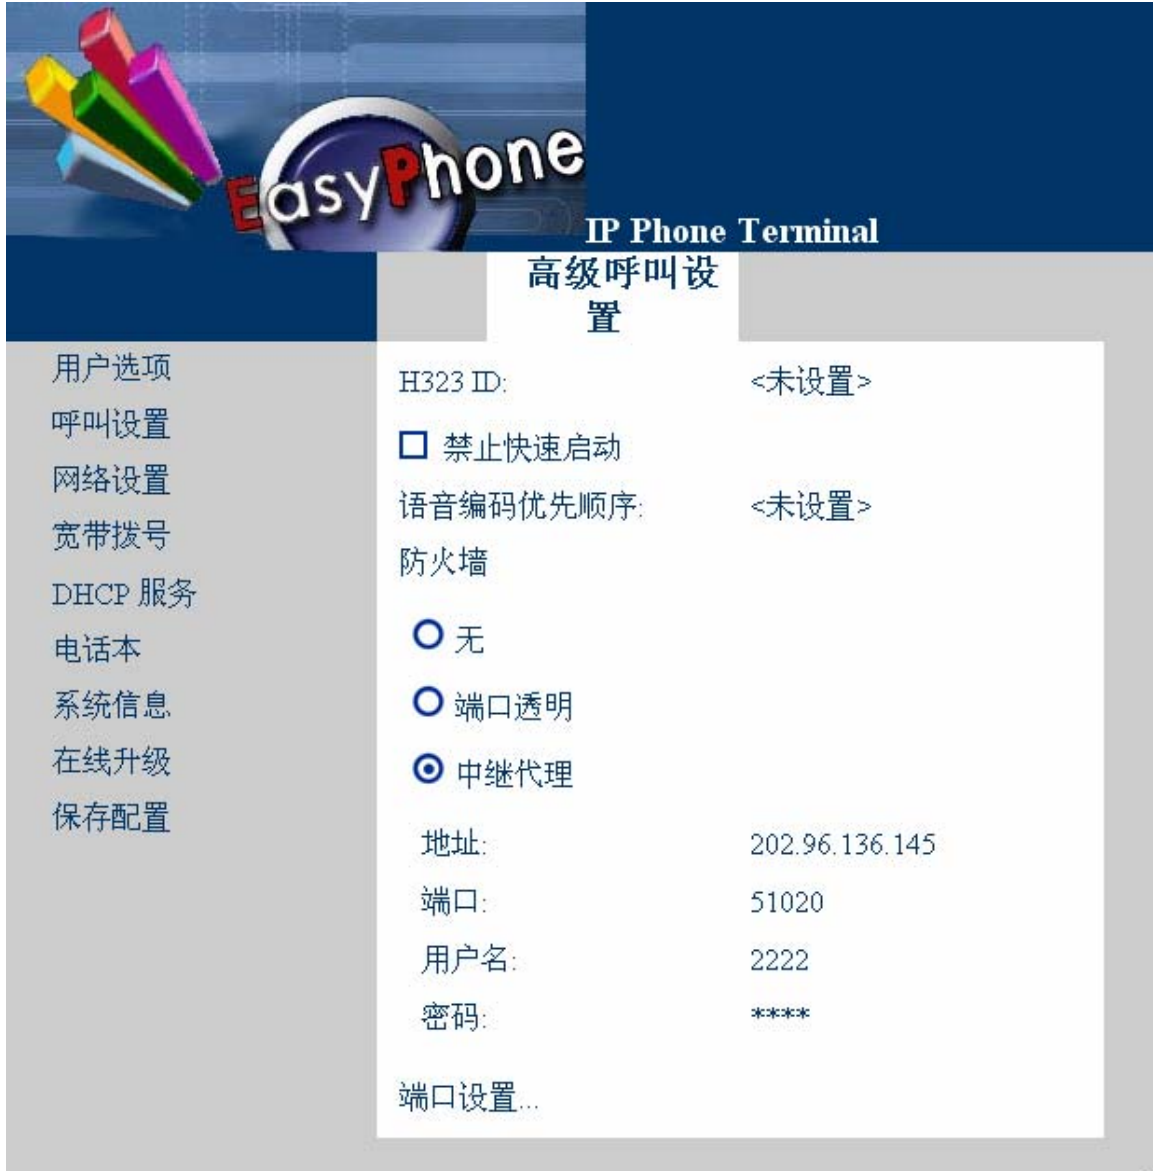 EasyPhone
IP Phone Terminal
高级呼叫设
置
用户选项
呼叫设置
网络设置
宽带拨号
DHCP 服务
电话本
系统信息
在线升级
保存配置
H323 ID: <未设置>
禁止快速启动
语音编码优先顺序: <未设置>
防火墙
无
端口透明
中继代理
地址: 202.96.136.145
端口: 51020
用户名: 2222
密码: ****
端口设置...